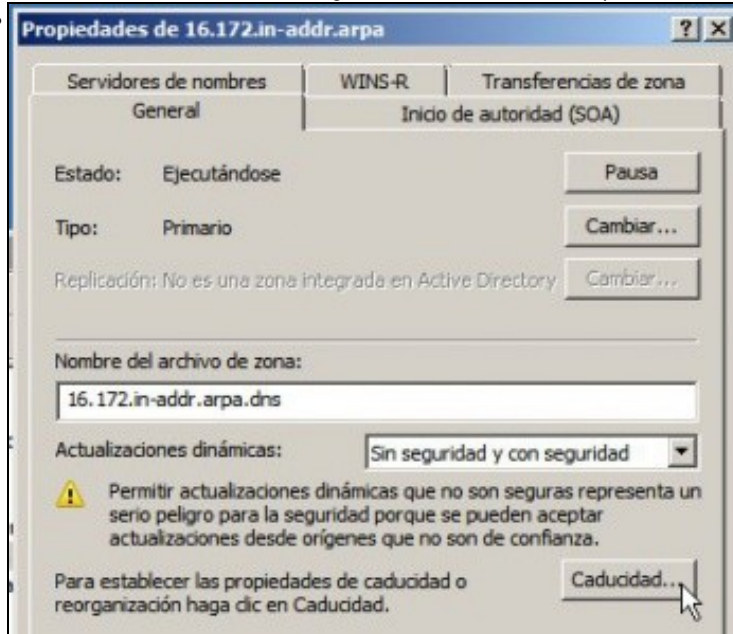 Propiedades de 16.172.in-addr.arpa
Servidores de nombres WINS-R Transferencias de zona
General Inicio de autoridad (SOA)
Estado: Ejecutándose Pausa
Tipo: Primario Cambiar...
Replicación: No es una zona integrada en Active Directory Cambiar...
Nombre del archivo de zona:
16.172.in-addr.arpa.dns
Actualizaciones dinámicas: Sin seguridad y con seguridad
Permitir actualizaciones dinámicas que no son seguras representa un
serio peligro para la seguridad porque se pueden aceptar
actualizaciones desde orígenes que no son de confianza.
Para establecer las propiedades de caducidad o Caducidad...
reorganización haga clic en Caducidad.